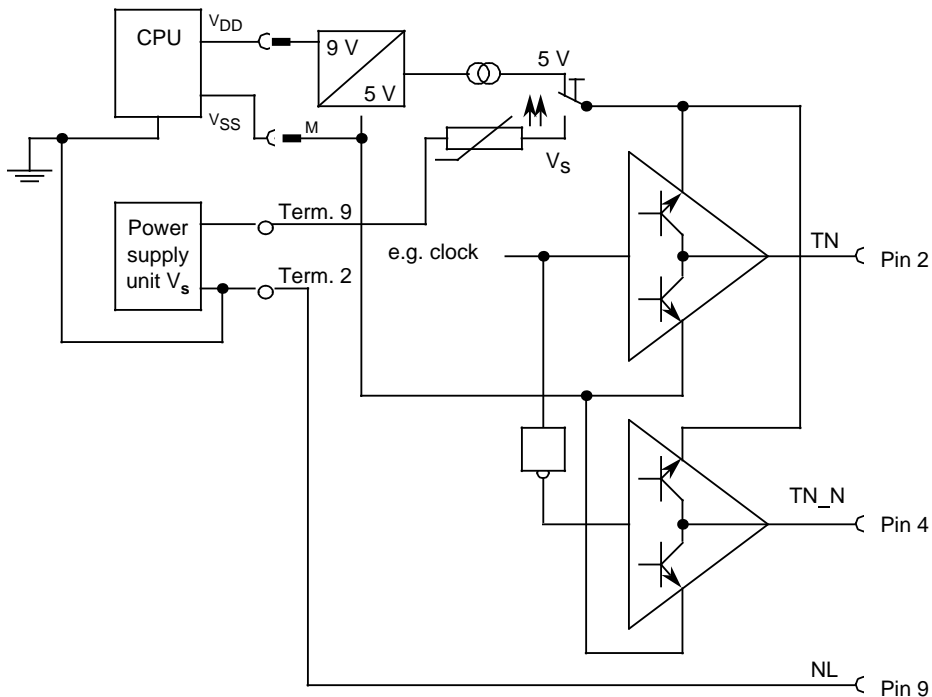 CPU
VDD
9 V
5 V
5 V
VSS
M
VS
Power
supply
unit Vs
Term. 9
Term. 2
e.g. clock
TN
Pin 2
TN_N
Pin 4
NL
Pin 9